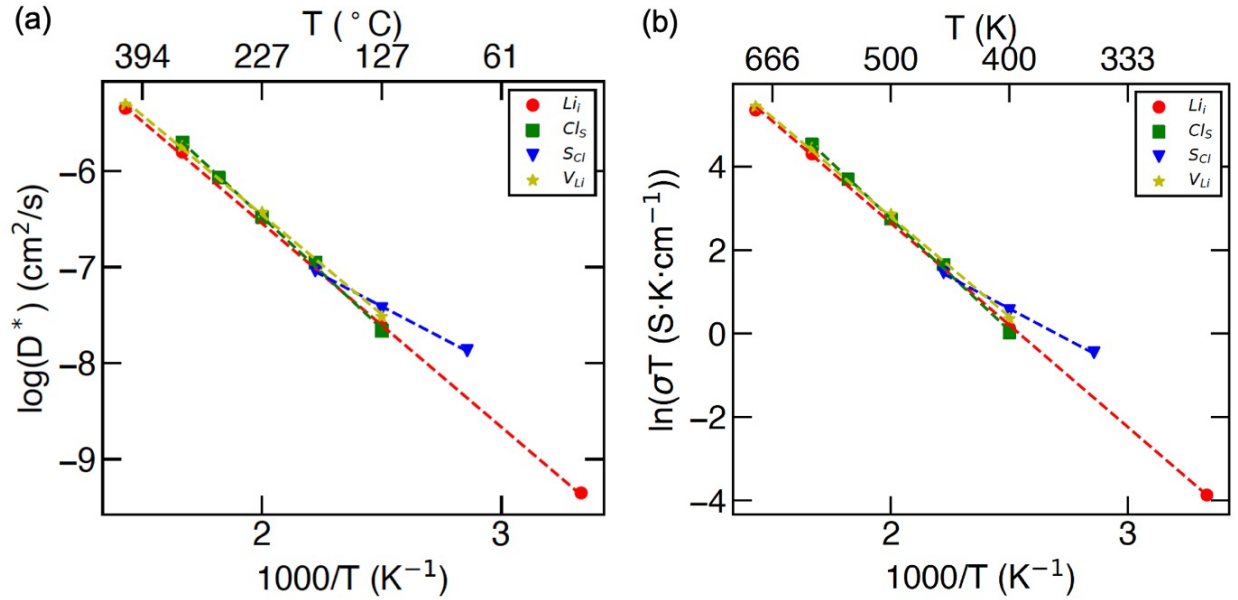 (a)
T (°C)
394 227 127 61
Li_i
Cl_S
S_Cl
V_Li
log(D*) (cm²/s)
−6
−7
−8
−9
2 3
1000/T (K⁻¹)
(b)
T (K)
666 500 400 333
Li_i
Cl_S
S_Cl
V_Li
ln(σT (S·K·cm⁻¹))
4
2
0
−2
−4
2 3
1000/T (K⁻¹)